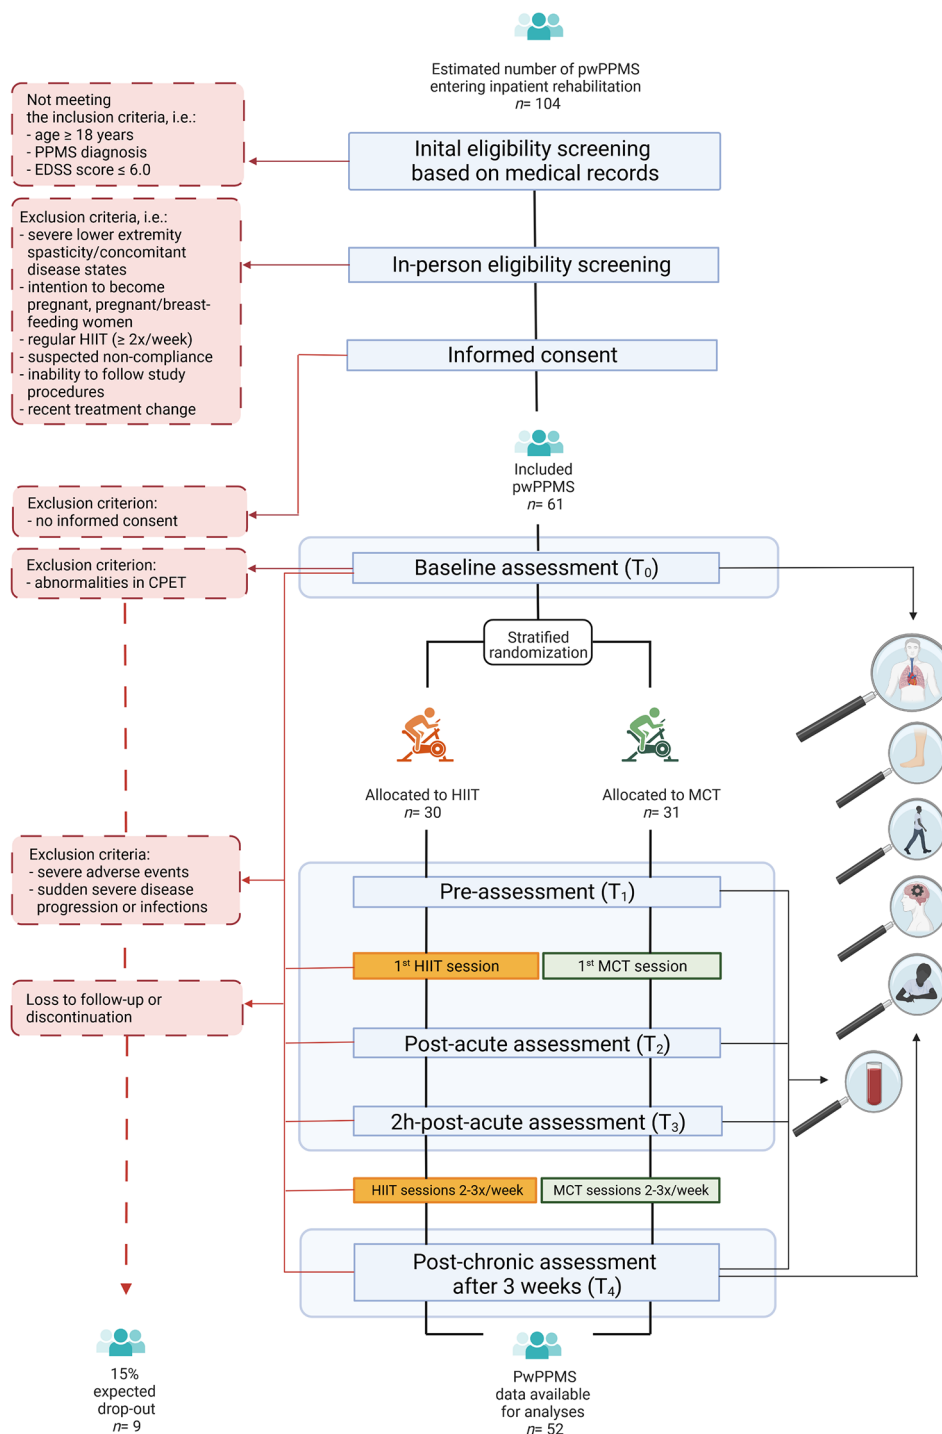 Estimated number of pwPPMS
entering inpatient rehabilitation
n= 104
Not meeting
the inclusion criteria, i.e.:
- age ≥ 18 years
- PPMS diagnosis
- EDSS score ≤ 6.0
Inital eligibility screening
based on medical records
Exclusion criteria, i.e.:
- severe lower extremity
spasticity/concomitant
disease states
- intention to become
pregnant, pregnant/breast-
feeding women
- regular HIIT (≥ 2x/week)
- suspected non-compliance
- inability to follow study
procedures
- recent treatment change
In-person eligibility screening
Informed consent
Included
pwPPMS
n= 61
Exclusion criterion:
- no informed consent
Exclusion criterion:
- abnormalities in CPET
Baseline assessment (T0)
Stratified
randomization
Allocated to HIIT
n= 30
Allocated to MCT
n= 31
Exclusion criteria:
- severe adverse events
- sudden severe disease
progression or infections
Pre-assessment (T1)
1st HIIT session
1st MCT session
Loss to follow-up or
discontinuation
Post-acute assessment (T2)
2h-post-acute assessment (T3)
HIIT sessions 2-3x/week
MCT sessions 2-3x/week
Post-chronic assessment
after 3 weeks (T4)
15%
expected
drop-out
n= 9
PwPPMS
data available
for analyses
n= 52